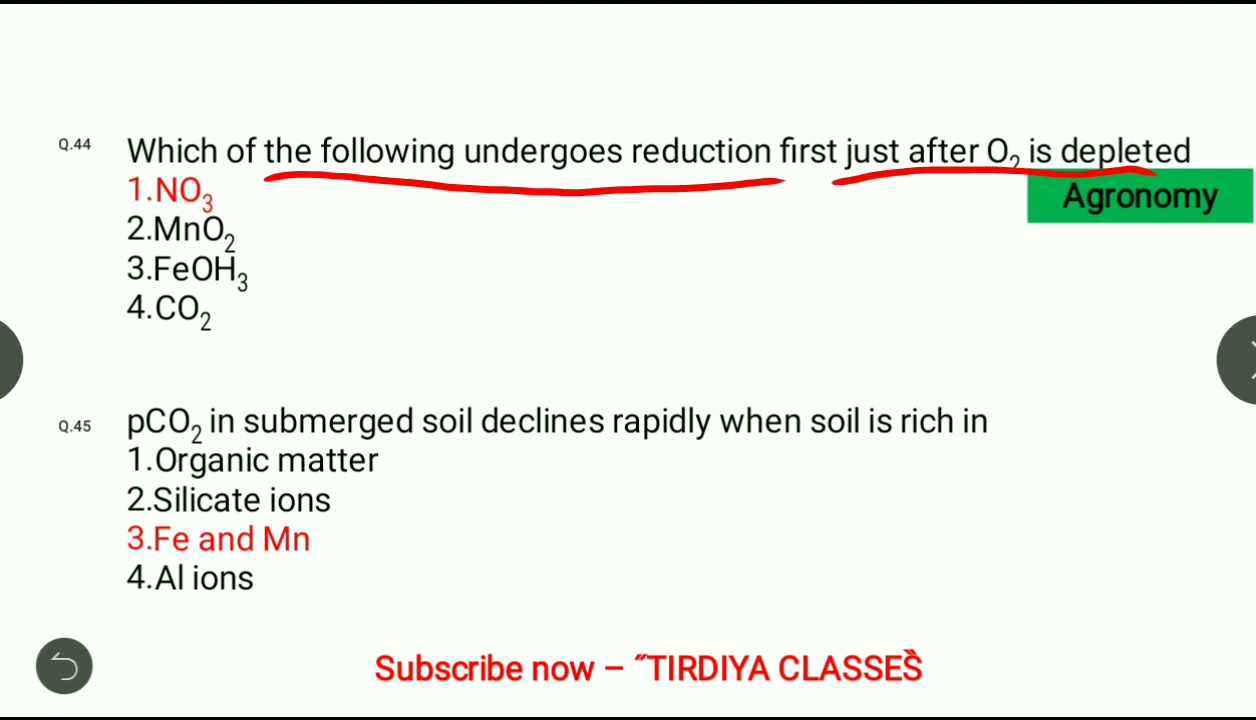 Q.44 Which of the following undergoes reduction first just after O₂ is depleted
1.NO₃
Agronomy
2.MnO₂
3.FeOH₃
4.CO₂
Q.45 pCO₂ in submerged soil declines rapidly when soil is rich in
1.Organic matter
2.Silicate ions
3.Fe and Mn
4.Al ions
Subscribe now – ˝TIRDIYA CLASSES̏